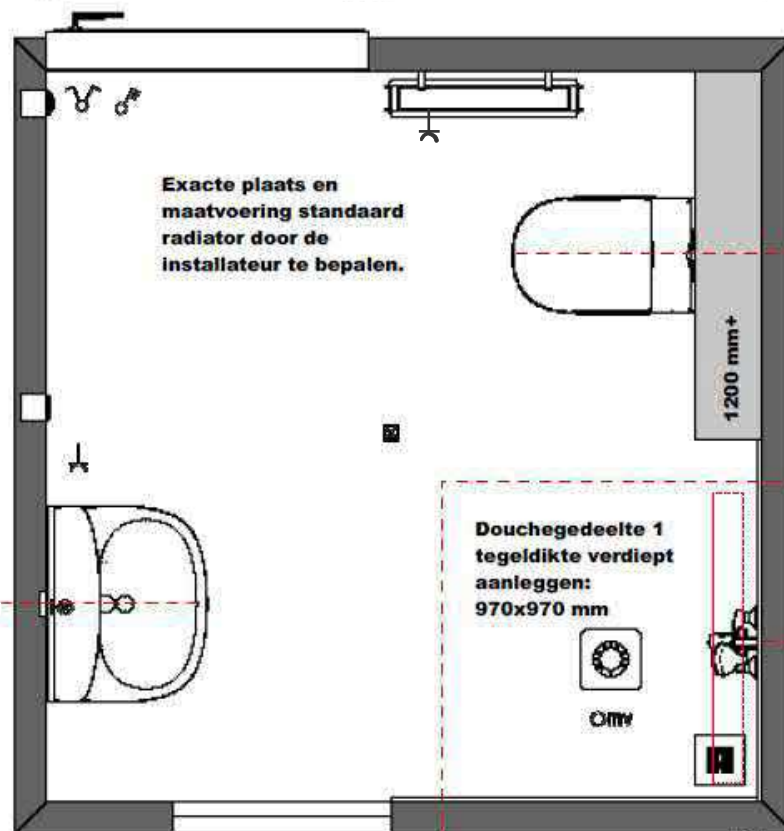 Exacte plaats en
maatvoering standaard
radiator door de
installateur te bepalen.
1200 mm+
Douchegedeelte 1
tegeldikte verdiept
aanleggen:
970x970 mm
Omv